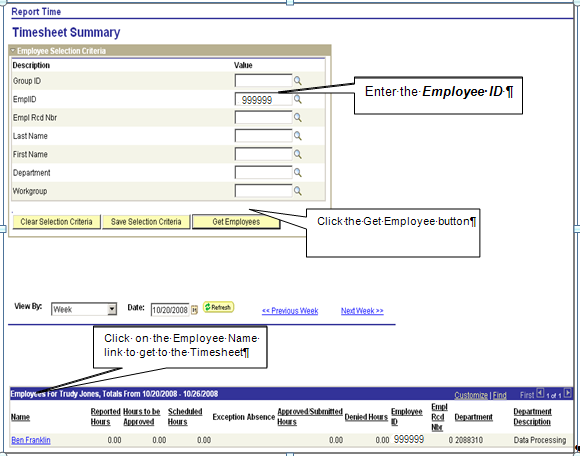 Report Time
Timesheet Summary
Employee Selection Criteria
Description Value
Group ID
EmplID 999999
Empl Rcd Nbr
Last Name
First Name
Department
Workgroup
Enter the Employee ID ¶
Clear Selection Criteria Save Selection Criteria Get Employees
Click the Get Employee button¶
View By: Week Date: 10/20/2008 Refresh << Previous Week Next Week >>
Click on the Employee Name
link to get to the Timesheet¶
Employees For Trudy Jones, Totals From 10/20/2008 - 10/26/2008 Customize | Find First 1 of 1
Name Reported Hours Hours to be Approved Scheduled Hours Exception Absence Approved/Submitted Hours Denied Hours Employee ID Empl Rcd Nbr Department Department Description
Ben Franklin 0.00 0.00 0.00 0.00 0.00 999999 0 2088310 Data Processing